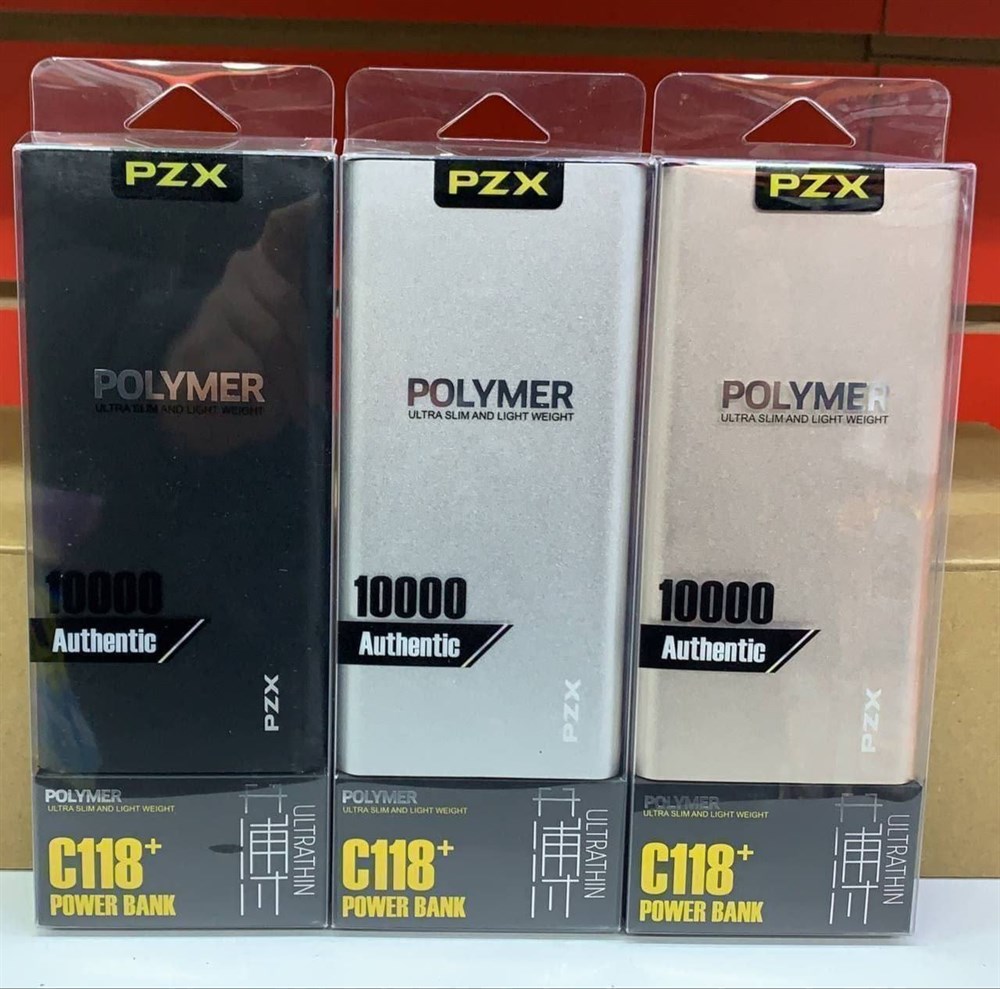 PZX
POLYMER
ULTRA SLIM AND LIGHT WEIGHT
10000
Authentic
PZX
POLYMER
ULTRA SLIM AND LIGHT WEIGHT
C118+
POWER BANK
ULTRATHIN
PZX
POLYMER
ULTRA SLIM AND LIGHT WEIGHT
10000
Authentic
PZX
POLYMER
ULTRA SLIM AND LIGHT WEIGHT
C118+
POWER BANK
ULTRATHIN
PZX
POLYMER
ULTRA SLIM AND LIGHT WEIGHT
10000
Authentic
PZX
POLYMER
ULTRA SLIM AND LIGHT WEIGHT
C118+
POWER BANK
ULTRATHIN